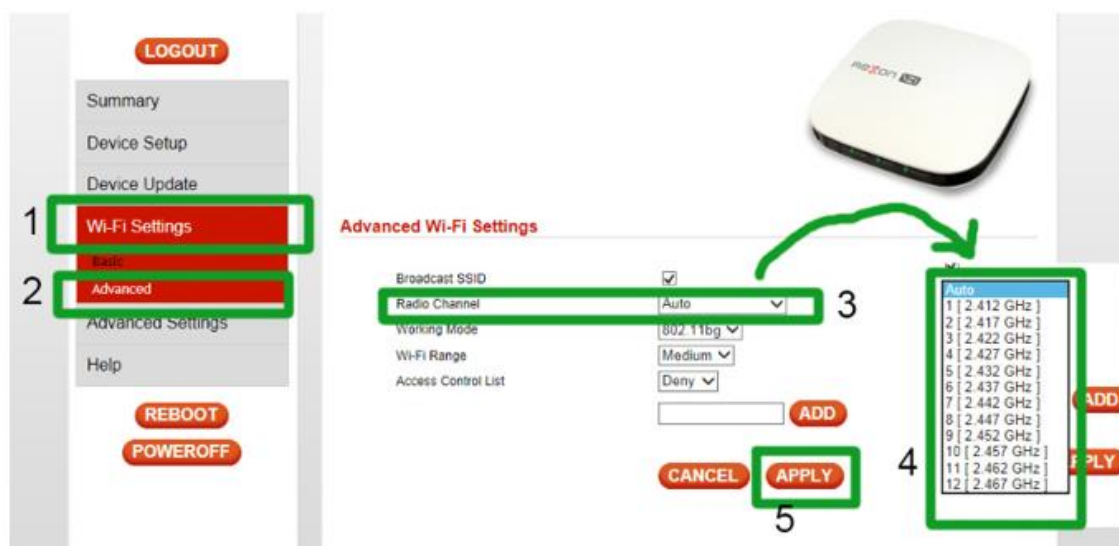 LOGOUT
Summary
Device Setup
Device Update
1
Wi-Fi Settings
Basic
2
Advanced
Advanced Settings
Help
REBOOT
POWEROFF
Advanced Wi-Fi Settings
Broadcast SSID
Radio Channel Auto
3
Working Mode 802.11bg
Wi-Fi Range Medium
Access Control List Deny
ADD
CANCEL APPLY
5
4
Auto
1 [ 2.412 GHz ]
2 [ 2.417 GHz ]
3 [ 2.422 GHz ]
4 [ 2.427 GHz ]
5 [ 2.432 GHz ]
6 [ 2.437 GHz ]
7 [ 2.442 GHz ]
8 [ 2.447 GHz ]
9 [ 2.452 GHz ]
10 [ 2.457 GHz ]
11 [ 2.462 GHz ]
12 [ 2.467 GHz ]
ADD